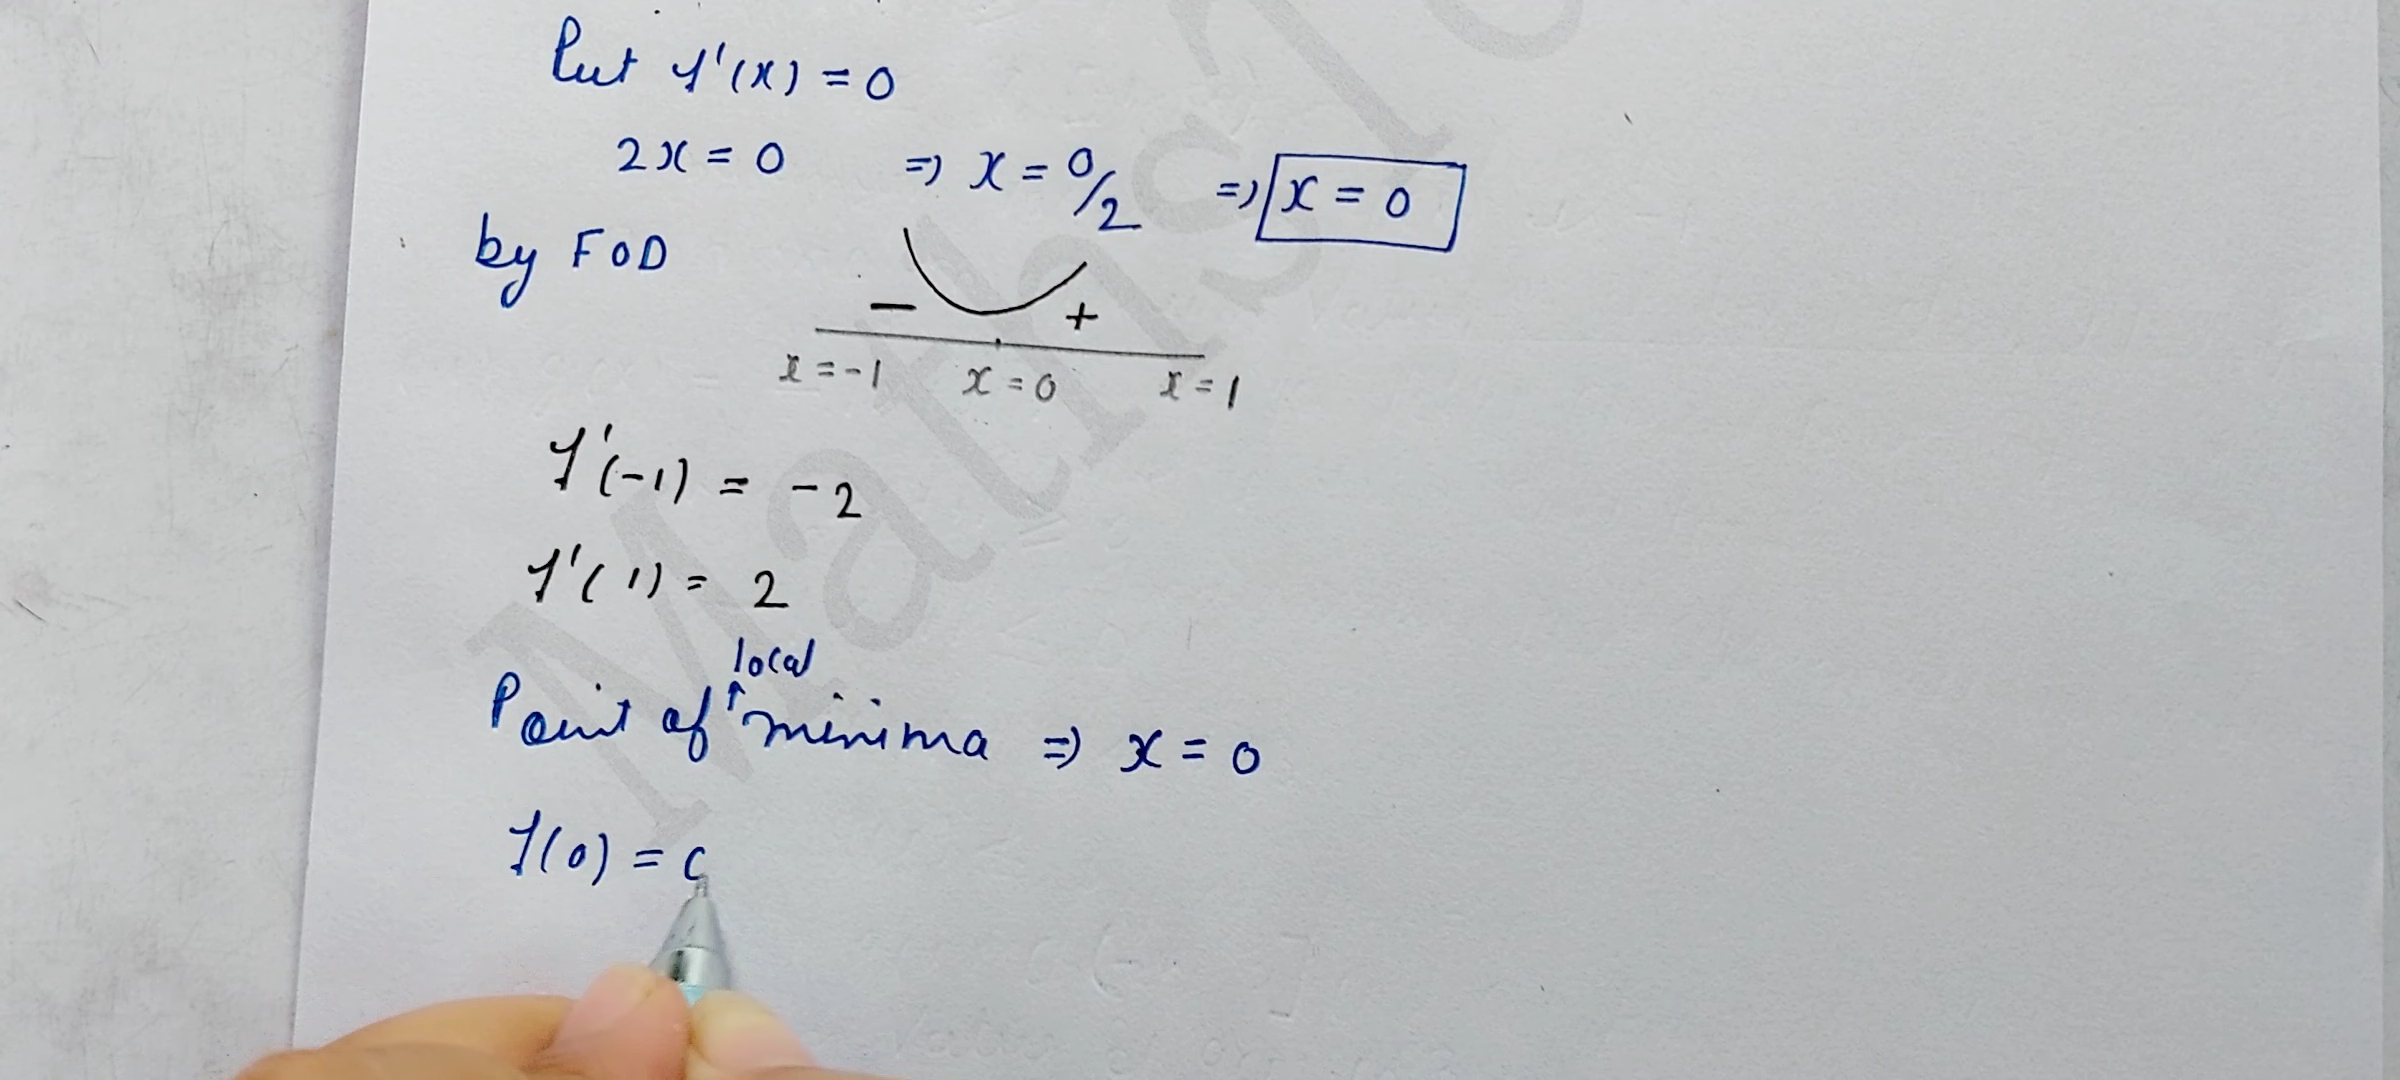 Put f'(x) = 0
2x = 0 => x = 0/2 => x = 0
by FOD
- +
x = -1 x = 0 x = 1
f'(-1) = -2
f'(1) = 2
local
Point of minima => x = 0
f(0) =